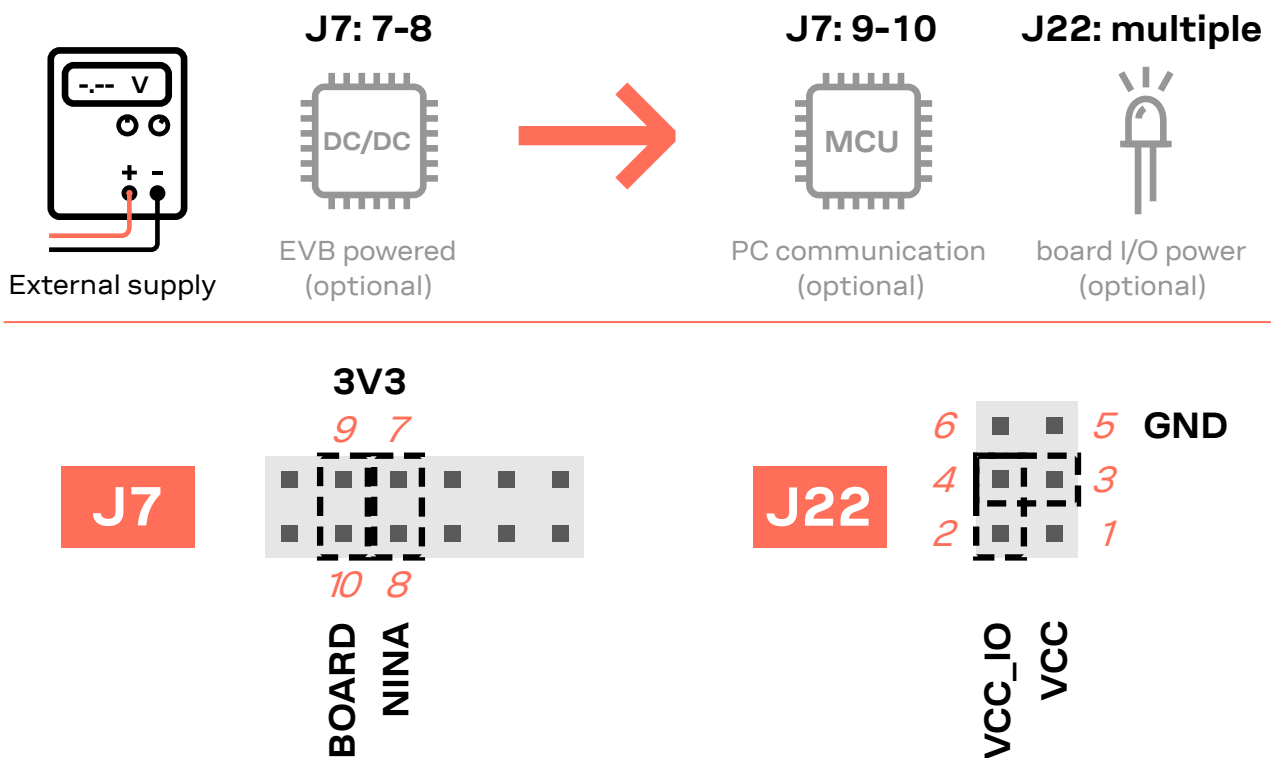 J7: 7-8
J7: 9-10
J22: multiple
-.-- V
DC/DC
MCU
+ -
EVB powered
(optional)
PC communication
(optional)
board I/O power
(optional)
External supply
3V3
9 7
J7
10 8
BOARD
NINA
J22
6 5 GND
4 3
2 1
VCC_IO
VCC